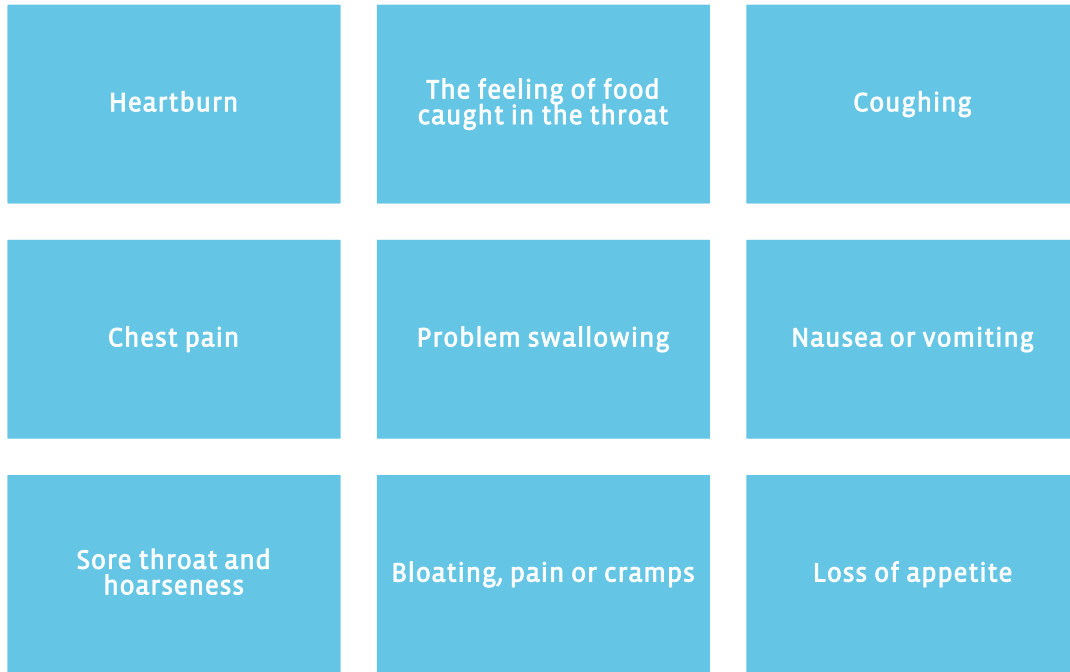 Heartburn
The feeling of food
caught in the throat
Coughing
Chest pain
Problem swallowing
Nausea or vomiting
Sore throat and
hoarseness
Bloating, pain or cramps
Loss of appetite